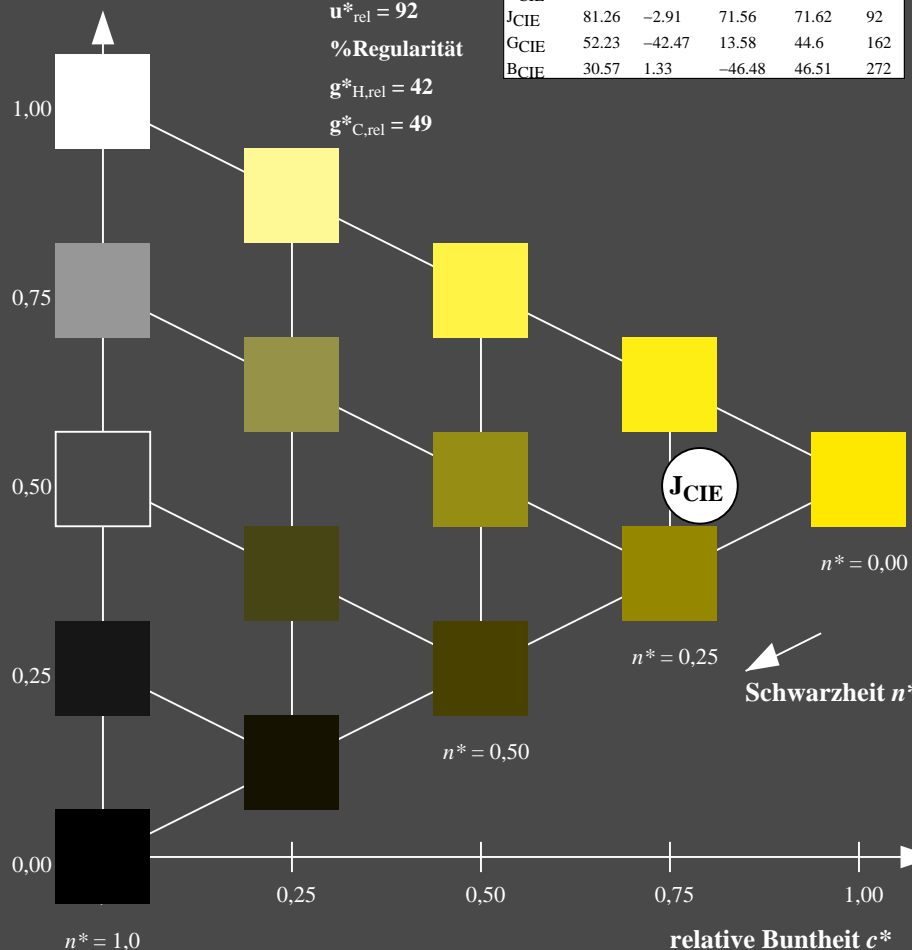 u*rel = 92
%Regularität
g*H,rel = 42
g*C,rel = 49
CIE
JCIE 81.26 −2.91 71.56 71.62 92
GCIE 52.23 −42.47 13.58 44.6 162
BCIE 30.57 1.33 −46.48 46.51 272
1,00
0,75
0,50
JCIE
n* = 0,00
0,25
n* = 0,25
Schwarzheit n*
n* = 0,50
0,00
0,25 0,50 0,75 1,00
n* = 1,0
relative Buntheit c*